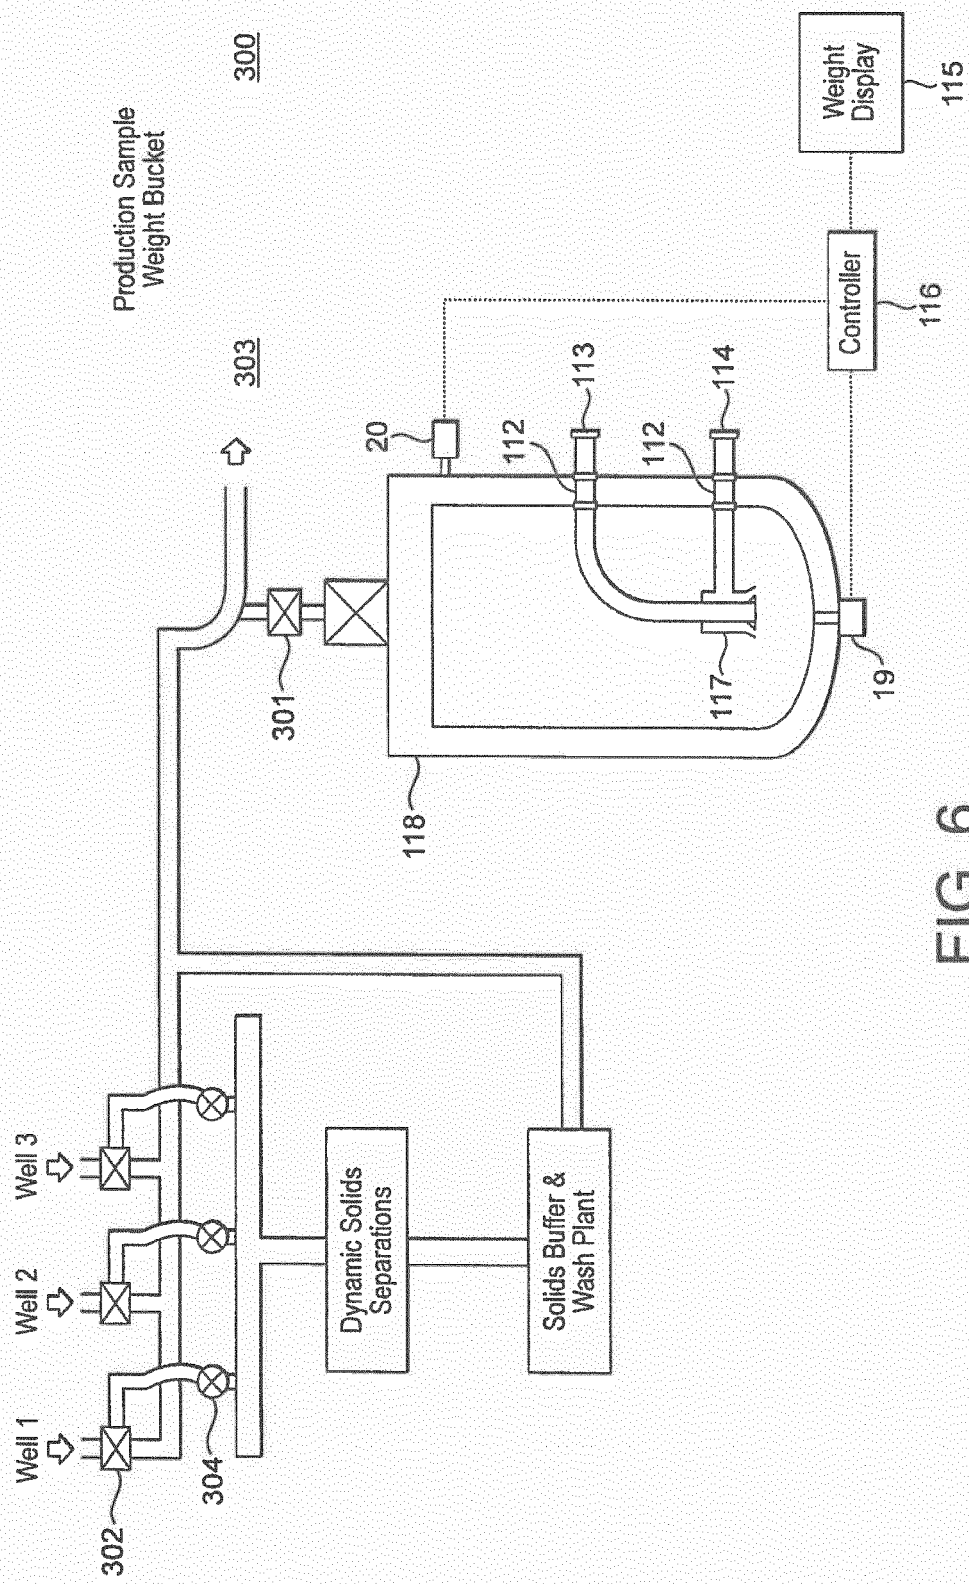 Production Sample
Weight Bucket
300
303
Well 1
Well 2
Well 3
302
304
301
20
113
112
114
112
117
118
19
Dynamic Solids
Separations
Solids Buffer &
Wash Plant
Controller
116
Weight
Display
115
FIG. 6